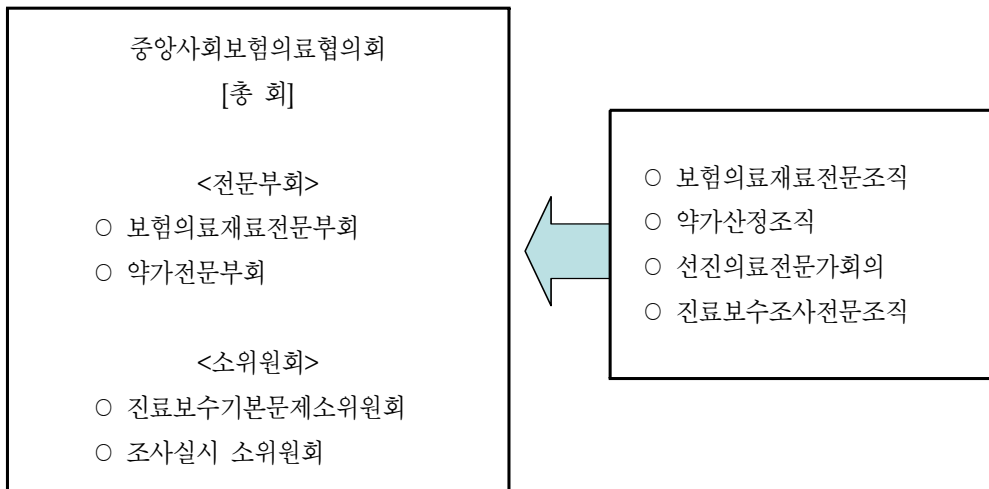 중앙사회보험의료협의회
[총 회]
<전문부회>
○ 보험의료재료전문부회
○ 약가전문부회
<소위원회>
○ 진료보수기본문제소위원회
○ 조사실시 소위원회
○ 보험의료재료전문조직
○ 약가산정조직
○ 선진의료전문가회의
○ 진료보수조사전문조직